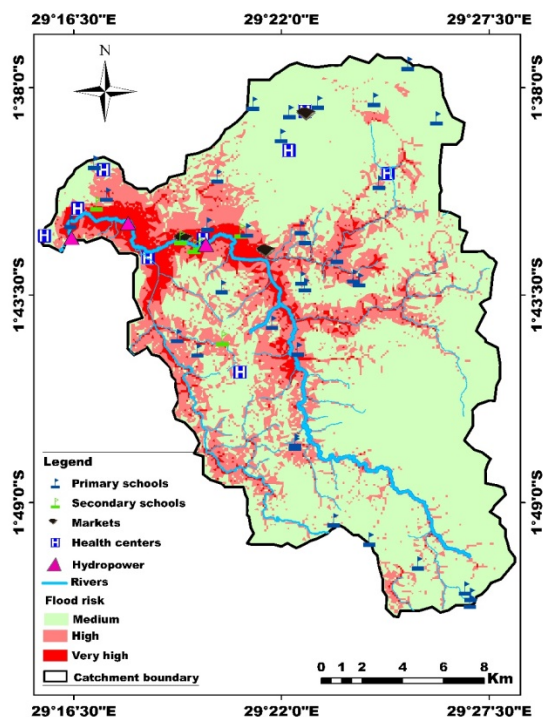 29°16'30"E 29°22'0"E 29°27'30"E
N
1°38'0"S 1°38'0"S
1°43'30"S 1°43'30"S
1°49'0"S 1°49'0"S
H H H H H H H H H H
Legend
Primary schools
Secondary schools
Markets
H Health centers
Hydropower
Rivers
Flood risk
Medium
High
Very high
Catchment boundary
0 1 2 4 6 8
Km
29°16'30"E 29°22'0"E 29°27'30"E